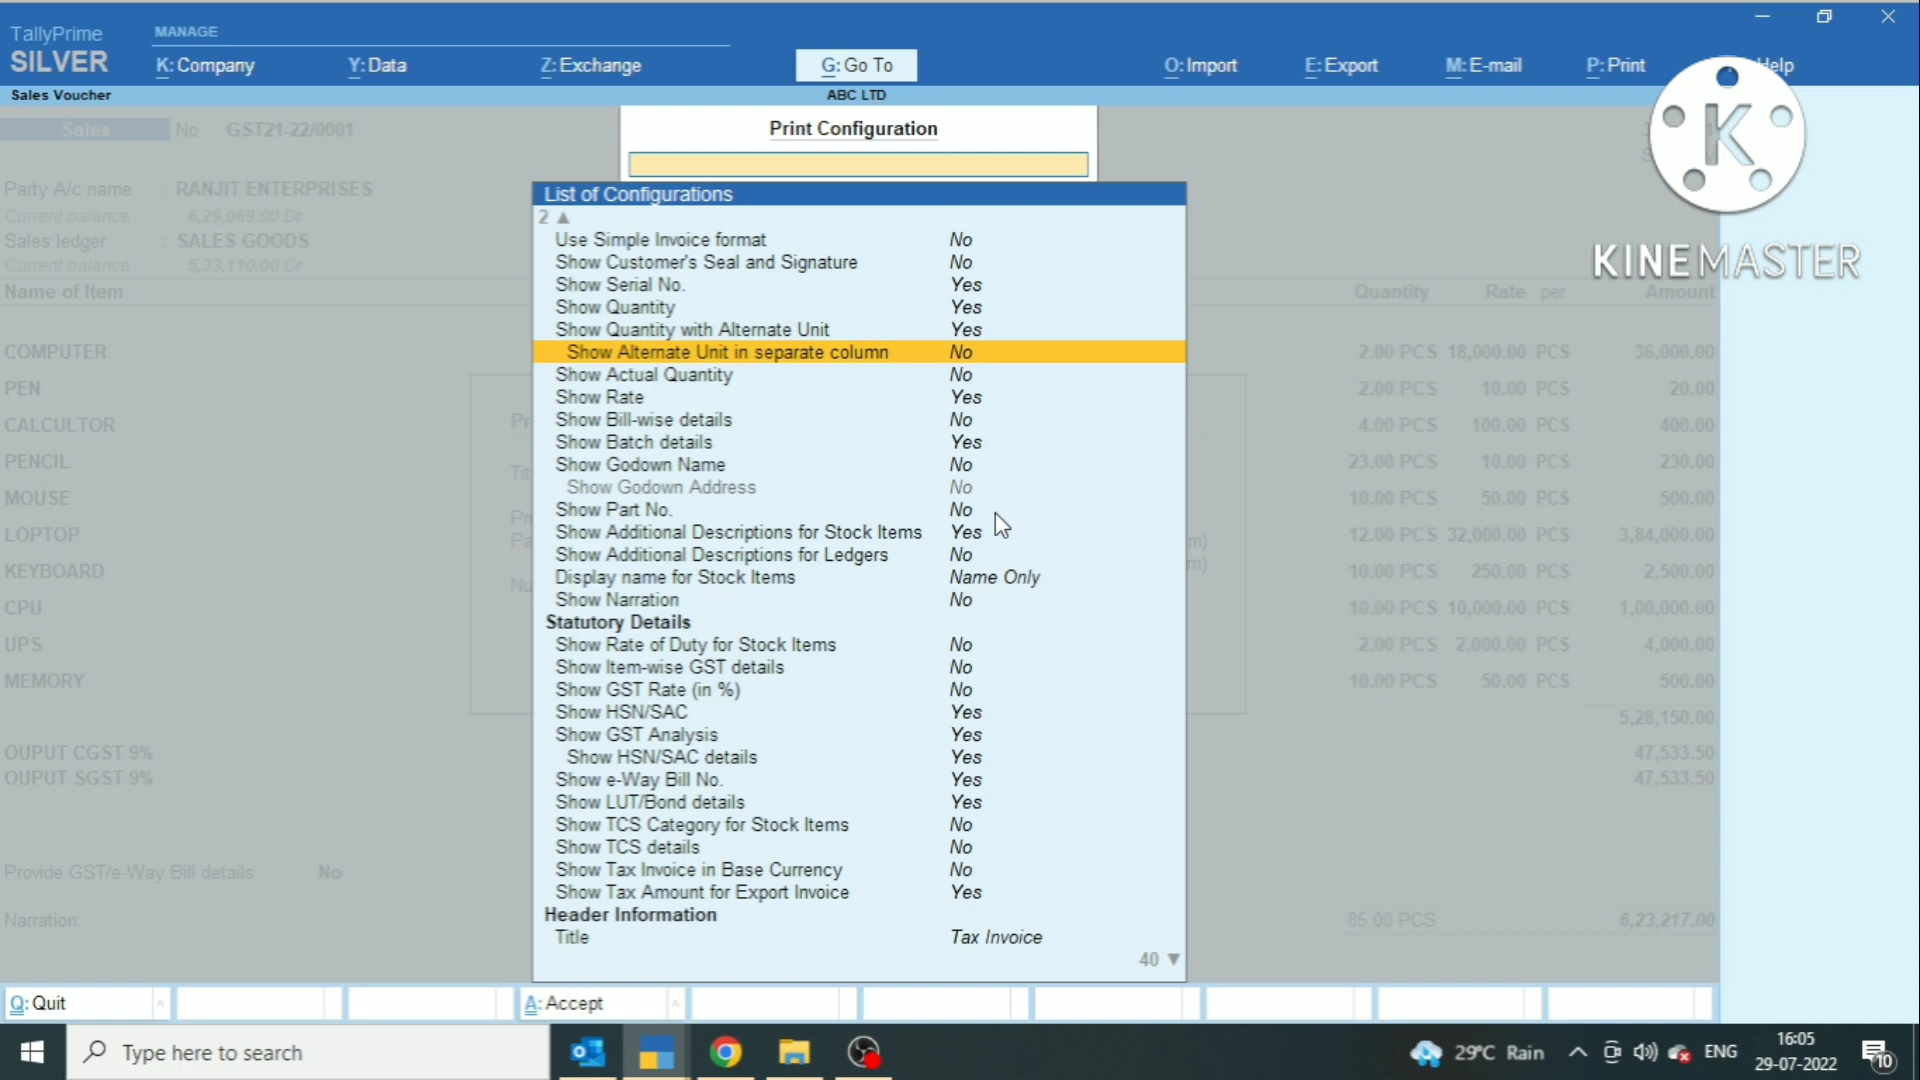 TallyPrime
SILVER
MANAGE
K: Company
Y: Data
Z: Exchange
G: Go To
O: Import
E: Export
M: E-mail
P: Print
Help
Sales Voucher
ABC LTD
Sales No. GST21-22/0001
Party A/c name : RANJIT ENTERPRISES
Current balance : 6,29,069.00 Dr
Sales ledger : SALES GOODS
Current balance : 5,33,110.00 Cr
Name of Item Quantity Rate per Amount
COMPUTER 2.00 PCS 18,000.00 PCS 36,000.00
PEN 2.00 PCS 10.00 PCS 20.00
CALCULTOR 4.00 PCS 100.00 PCS 400.00
PENCIL 23.00 PCS 10.00 PCS 230.00
MOUSE 10.00 PCS 50.00 PCS 500.00
LOPTOP 12.00 PCS 32,000.00 PCS 3,84,000.00
KEYBOARD 10.00 PCS 250.00 PCS 2,500.00
CPU 10.00 PCS 10,000.00 PCS 1,00,000.00
UPS 2.00 PCS 2,000.00 PCS 4,000.00
MEMORY 10.00 PCS 50.00 PCS 500.00
5,28,150.00
OUPUT CGST 9% 47,533.50
OUPUT SGST 9% 47,533.50
Provide GST/e-Way Bill details : No
Narration:
85.00 PCS 6,23,217.00
Print Configuration
List of Configurations
2 ▲
Use Simple Invoice format No
Show Customer's Seal and Signature No
Show Serial No. Yes
Show Quantity Yes
Show Quantity with Alternate Unit Yes
Show Alternate Unit in separate column No
Show Actual Quantity No
Show Rate Yes
Show Bill-wise details No
Show Batch details Yes
Show Godown Name No
Show Godown Address No
Show Part No. No
Show Additional Descriptions for Stock Items Yes
Show Additional Descriptions for Ledgers No
Display name for Stock Items Name Only
Show Narration No
Statutory Details
Show Rate of Duty for Stock Items No
Show Item-wise GST details No
Show GST Rate (in %) No
Show HSN/SAC Yes
Show GST Analysis Yes
Show HSN/SAC details Yes
Show e-Way Bill No. Yes
Show LUT/Bond details Yes
Show TCS Category for Stock Items No
Show TCS details No
Show Tax Invoice in Base Currency No
Show Tax Amount for Export Invoice Yes
Header Information
Title Tax Invoice
40 ▼
K
KINEMASTER
Q: Quit
A: Accept
Type here to search
29°C Rain
ENG
16:05
29-07-2022
10